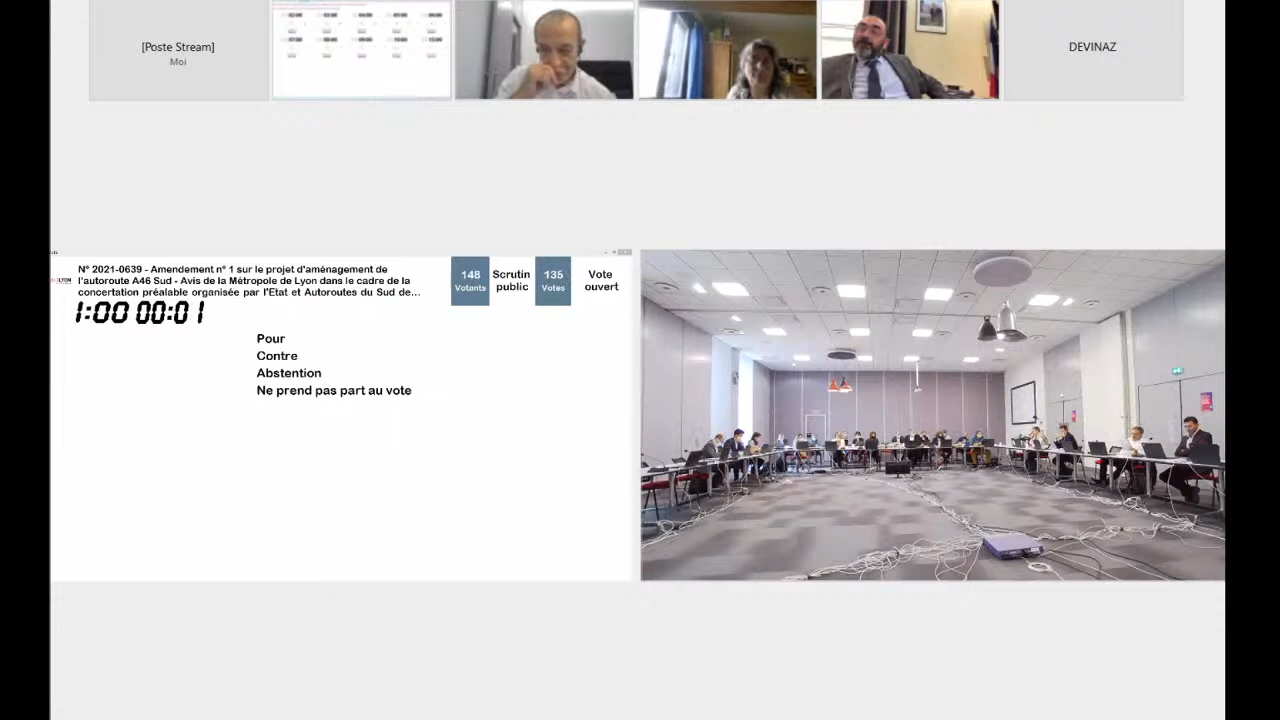 [Poste Stream]
Moi
DEVINAZ
N° 2021-0639 - Amendement n° 1 sur le projet d'aménagement de
l'autoroute A46 Sud - Avis de la Métropole de Lyon dans le cadre de la
concertation préalable organisée par l'Etat et Autoroutes du Sud de...
148
Votants
Scrutin
public
135
Votes
Vote
ouvert
1:00 00:01
Pour
Contre
Abstention
Ne prend pas part au vote